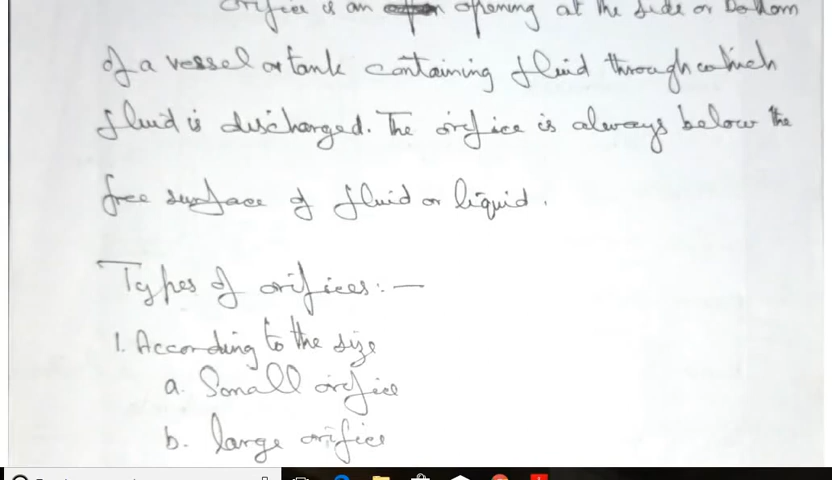 Orifice is an opening at the side or bottom
of a vessel or tank containing fluid through which
fluid is discharged. The orifice is always below the
free surface of fluid or liquid.
Types of orifices:-
1. According to the size
a. Small orifice
b. large orifice